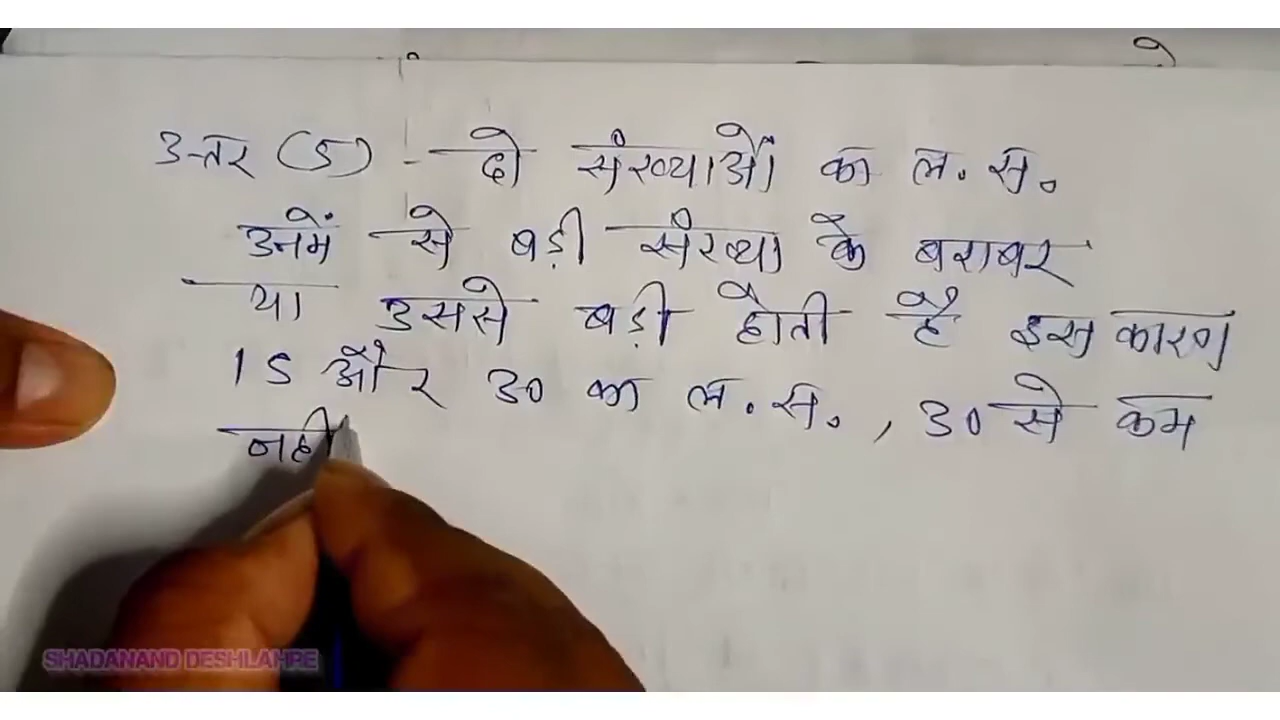 उत्तर (5) - दो संख्याओं का ल. स.
उनमें से बड़ी संख्या के बराबर
या उससे बड़ी होती है इस कारण
15 और 30 का ल. स. , 30 से कम
नहीं
SHADANAND DESHLAHRE